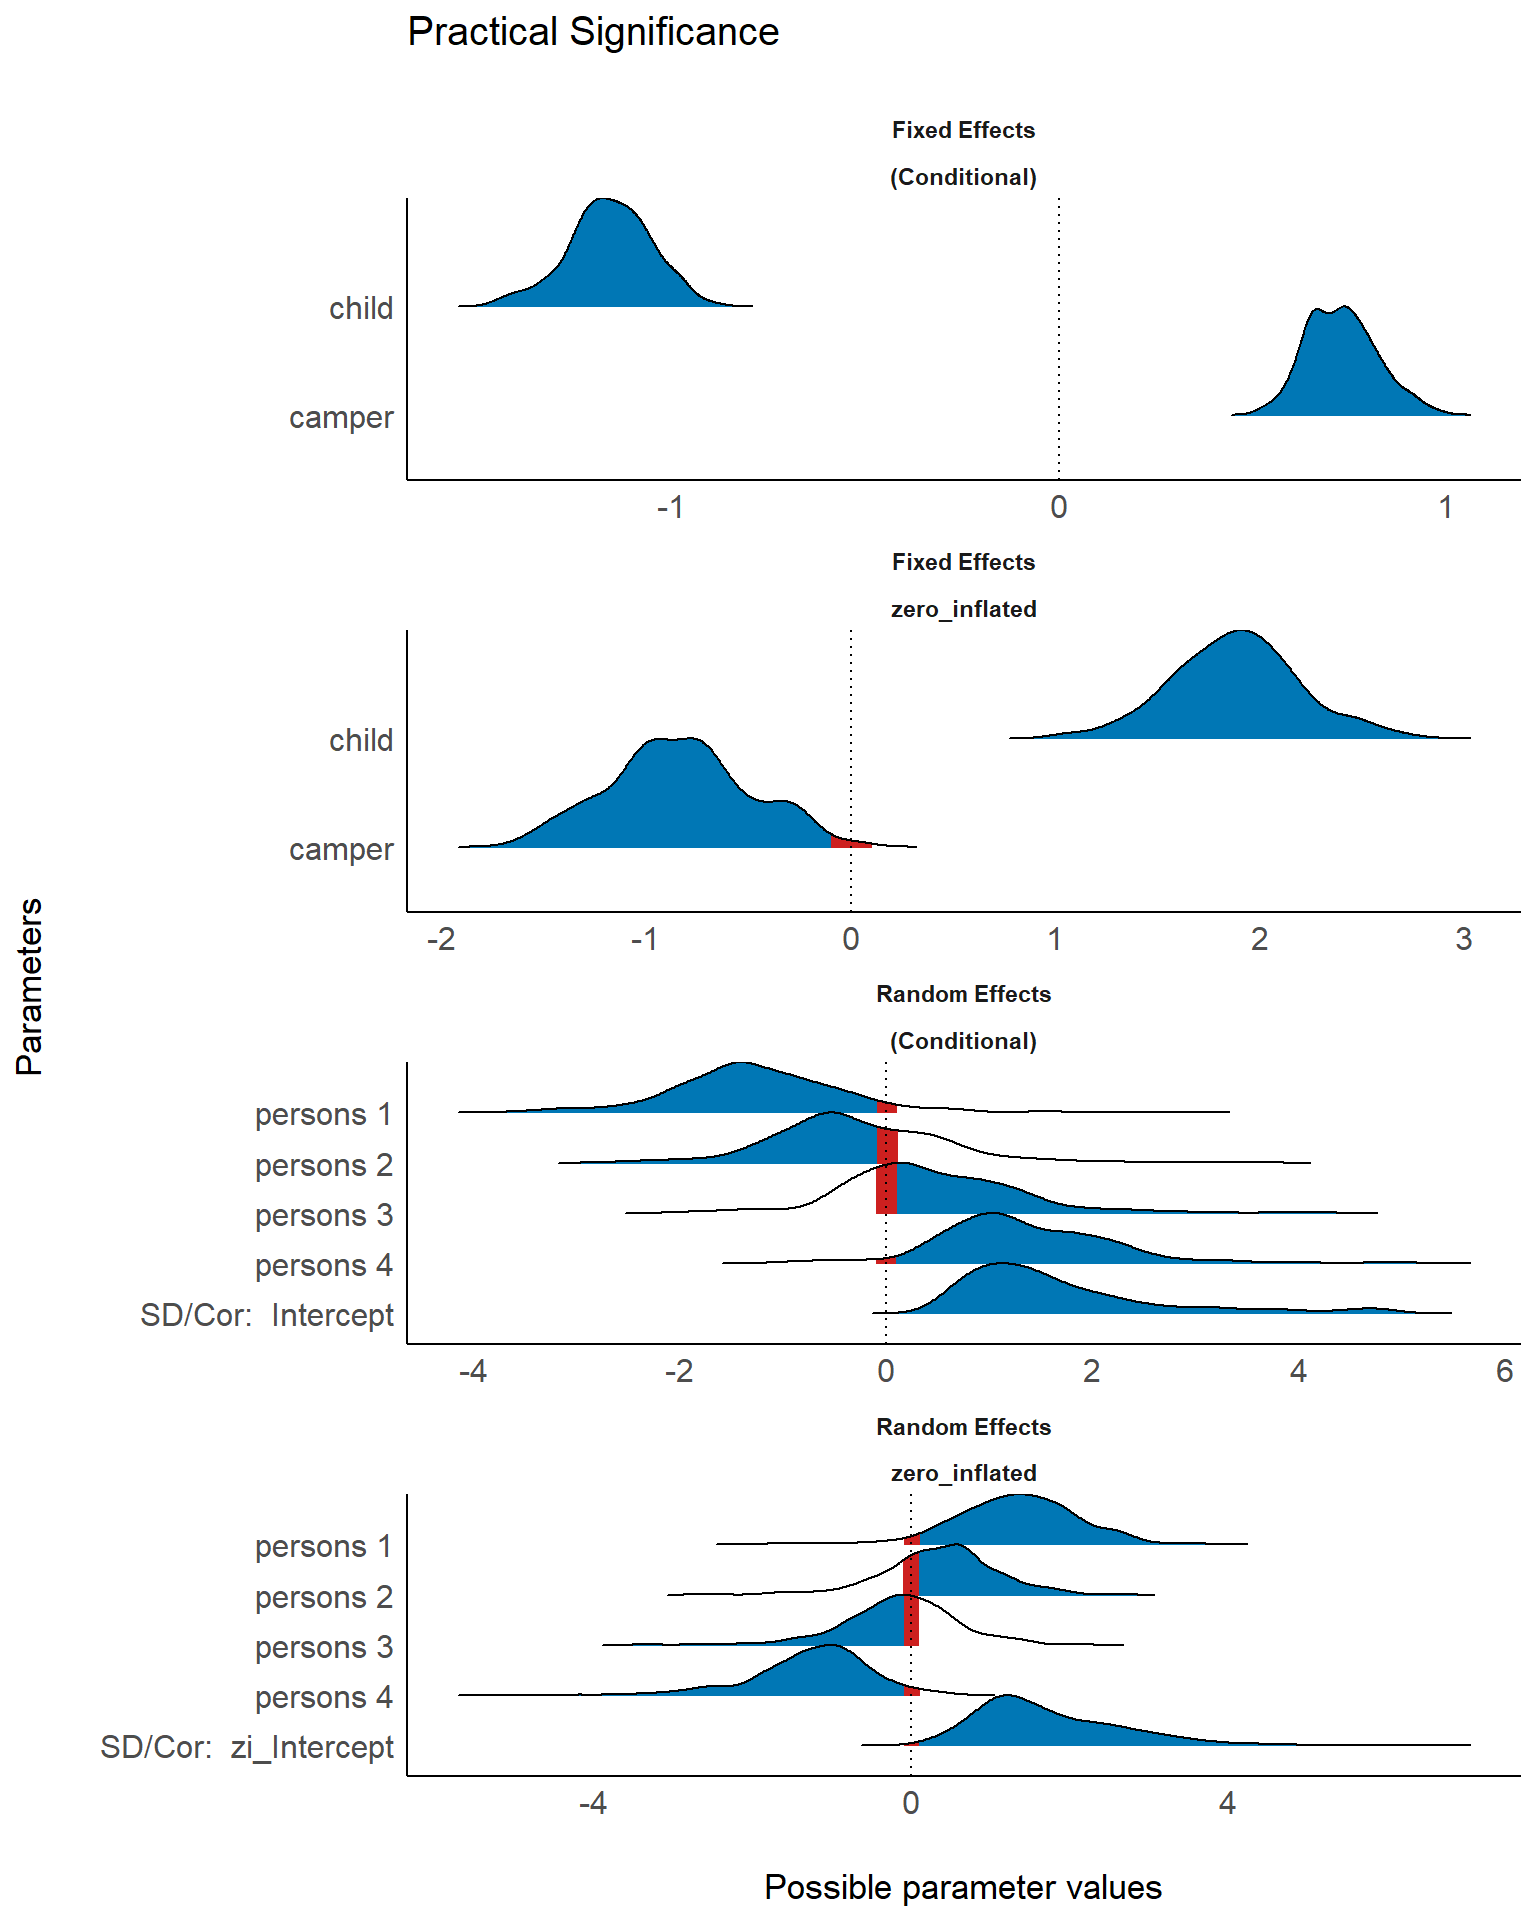 Practical Significance
Fixed Effects
(Conditional)
child
camper
-1 0 1
Fixed Effects
zero_inflated
child
camper
-2 -1 0 1 2 3
Parameters
Random Effects
(Conditional)
persons 1
persons 2
persons 3
persons 4
SD/Cor:  Intercept
-4 -2 0 2 4 6
Random Effects
zero_inflated
persons 1
persons 2
persons 3
persons 4
SD/Cor:  zi_Intercept
-4 0 4
Possible parameter values